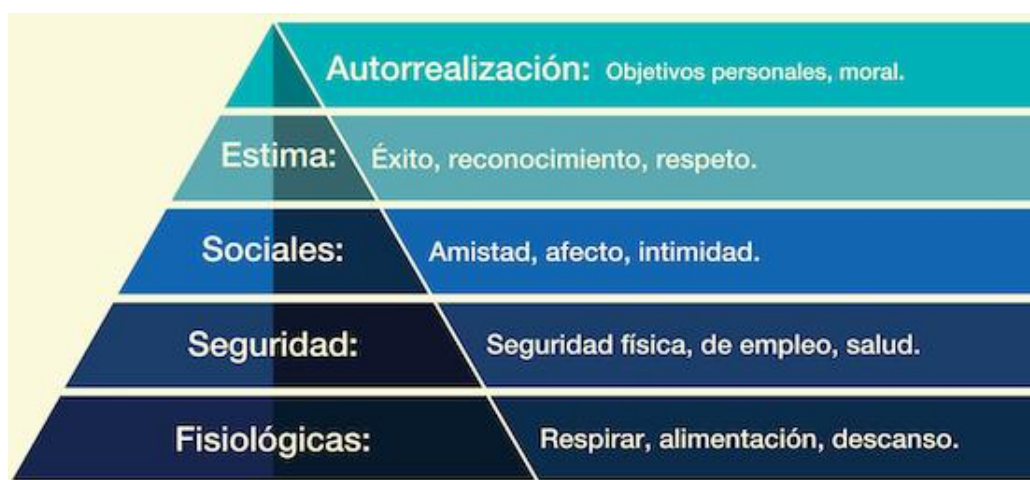 Autorrealización: Objetivos personales, moral.
Estima: Éxito, reconocimiento, respeto.
Sociales: Amistad, afecto, intimidad.
Seguridad: Seguridad física, de empleo, salud.
Fisiológicas: Respirar, alimentación, descanso.